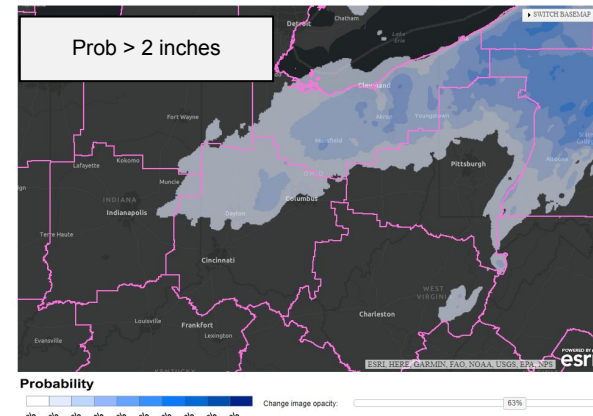 Prob > 2 inches
SWITCH BASEMAP
Detroit
Chatham
Lake
Erie
Cleveland
Fort Wayne
Akron
Youngstown
Mansfield
Lafayette
Kokomo
Pittsburgh
Altoona
Muncie
OHIO
INDIANA
Indianapolis
Columbus
Dayton
Terre Haute
Cincinnati
WEST
VIRGINIA
Charleston
Louisville
Frankfort
Evansville
Lexington
KENTUCKY
POWERED BY
esri
ESRI, HERE, GARMIN, FAO, NOAA, USGS, EPA, NPS
Probability
Change image opacity:
63%